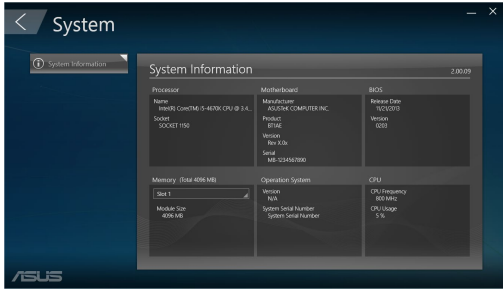 System
System Information
System Information
2.00.09
Processor
Name
Intel(R) Core(TM) i5-4670K CPU @ 3.4...
Socket
SOCKET 1150
Motherboard
Manufacturer
ASUSTeK COMPUTER INC.
Product
BT1AE
Version
Rev X.0x
Serial
MB-1234567890
BIOS
Release Date
11/21/2013
Version
0203
Memory (Total 4096 MB)
Slot 1
Module Size
4096 MB
Operation System
Version
N/A
System Serial Number
System Serial Number
CPU
CPU Frequency
800 MHz
CPU Usage
5 %
ASUS